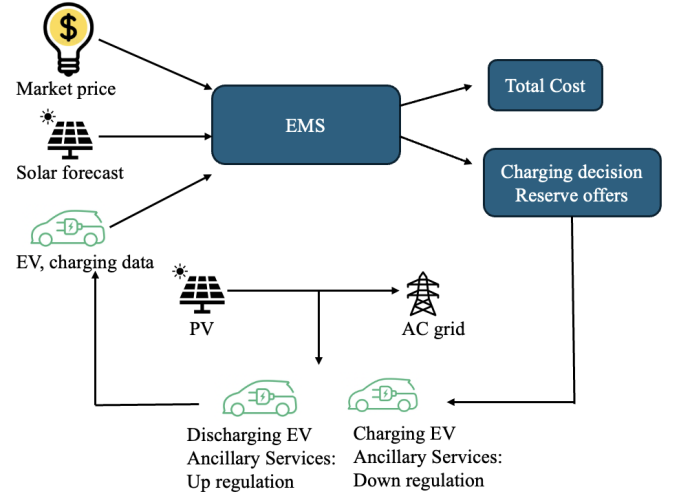 $
Market price
Total Cost
EMS
Solar forecast
Charging decision
Reserve offers
EV, charging data
PV
AC grid
Discharging EV
Ancillary Services:
Up regulation
Charging EV
Ancillary Services:
Down regulation